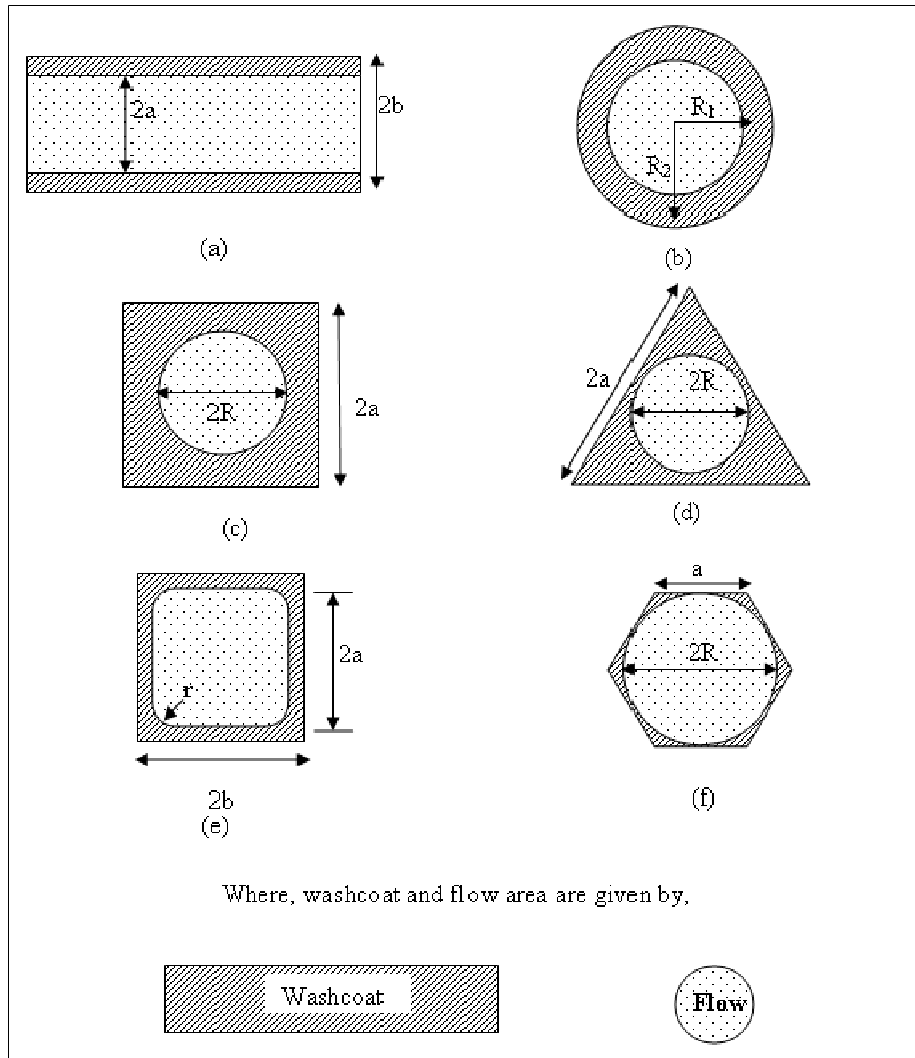 2a
2b
R1
R2
(a)
(b)
2R
2a
2a
2R
(c)
(d)
a
2a
2R
r
2b
(e)
(f)
Where, washcoat and flow area are given by,
Washcoat
Flow